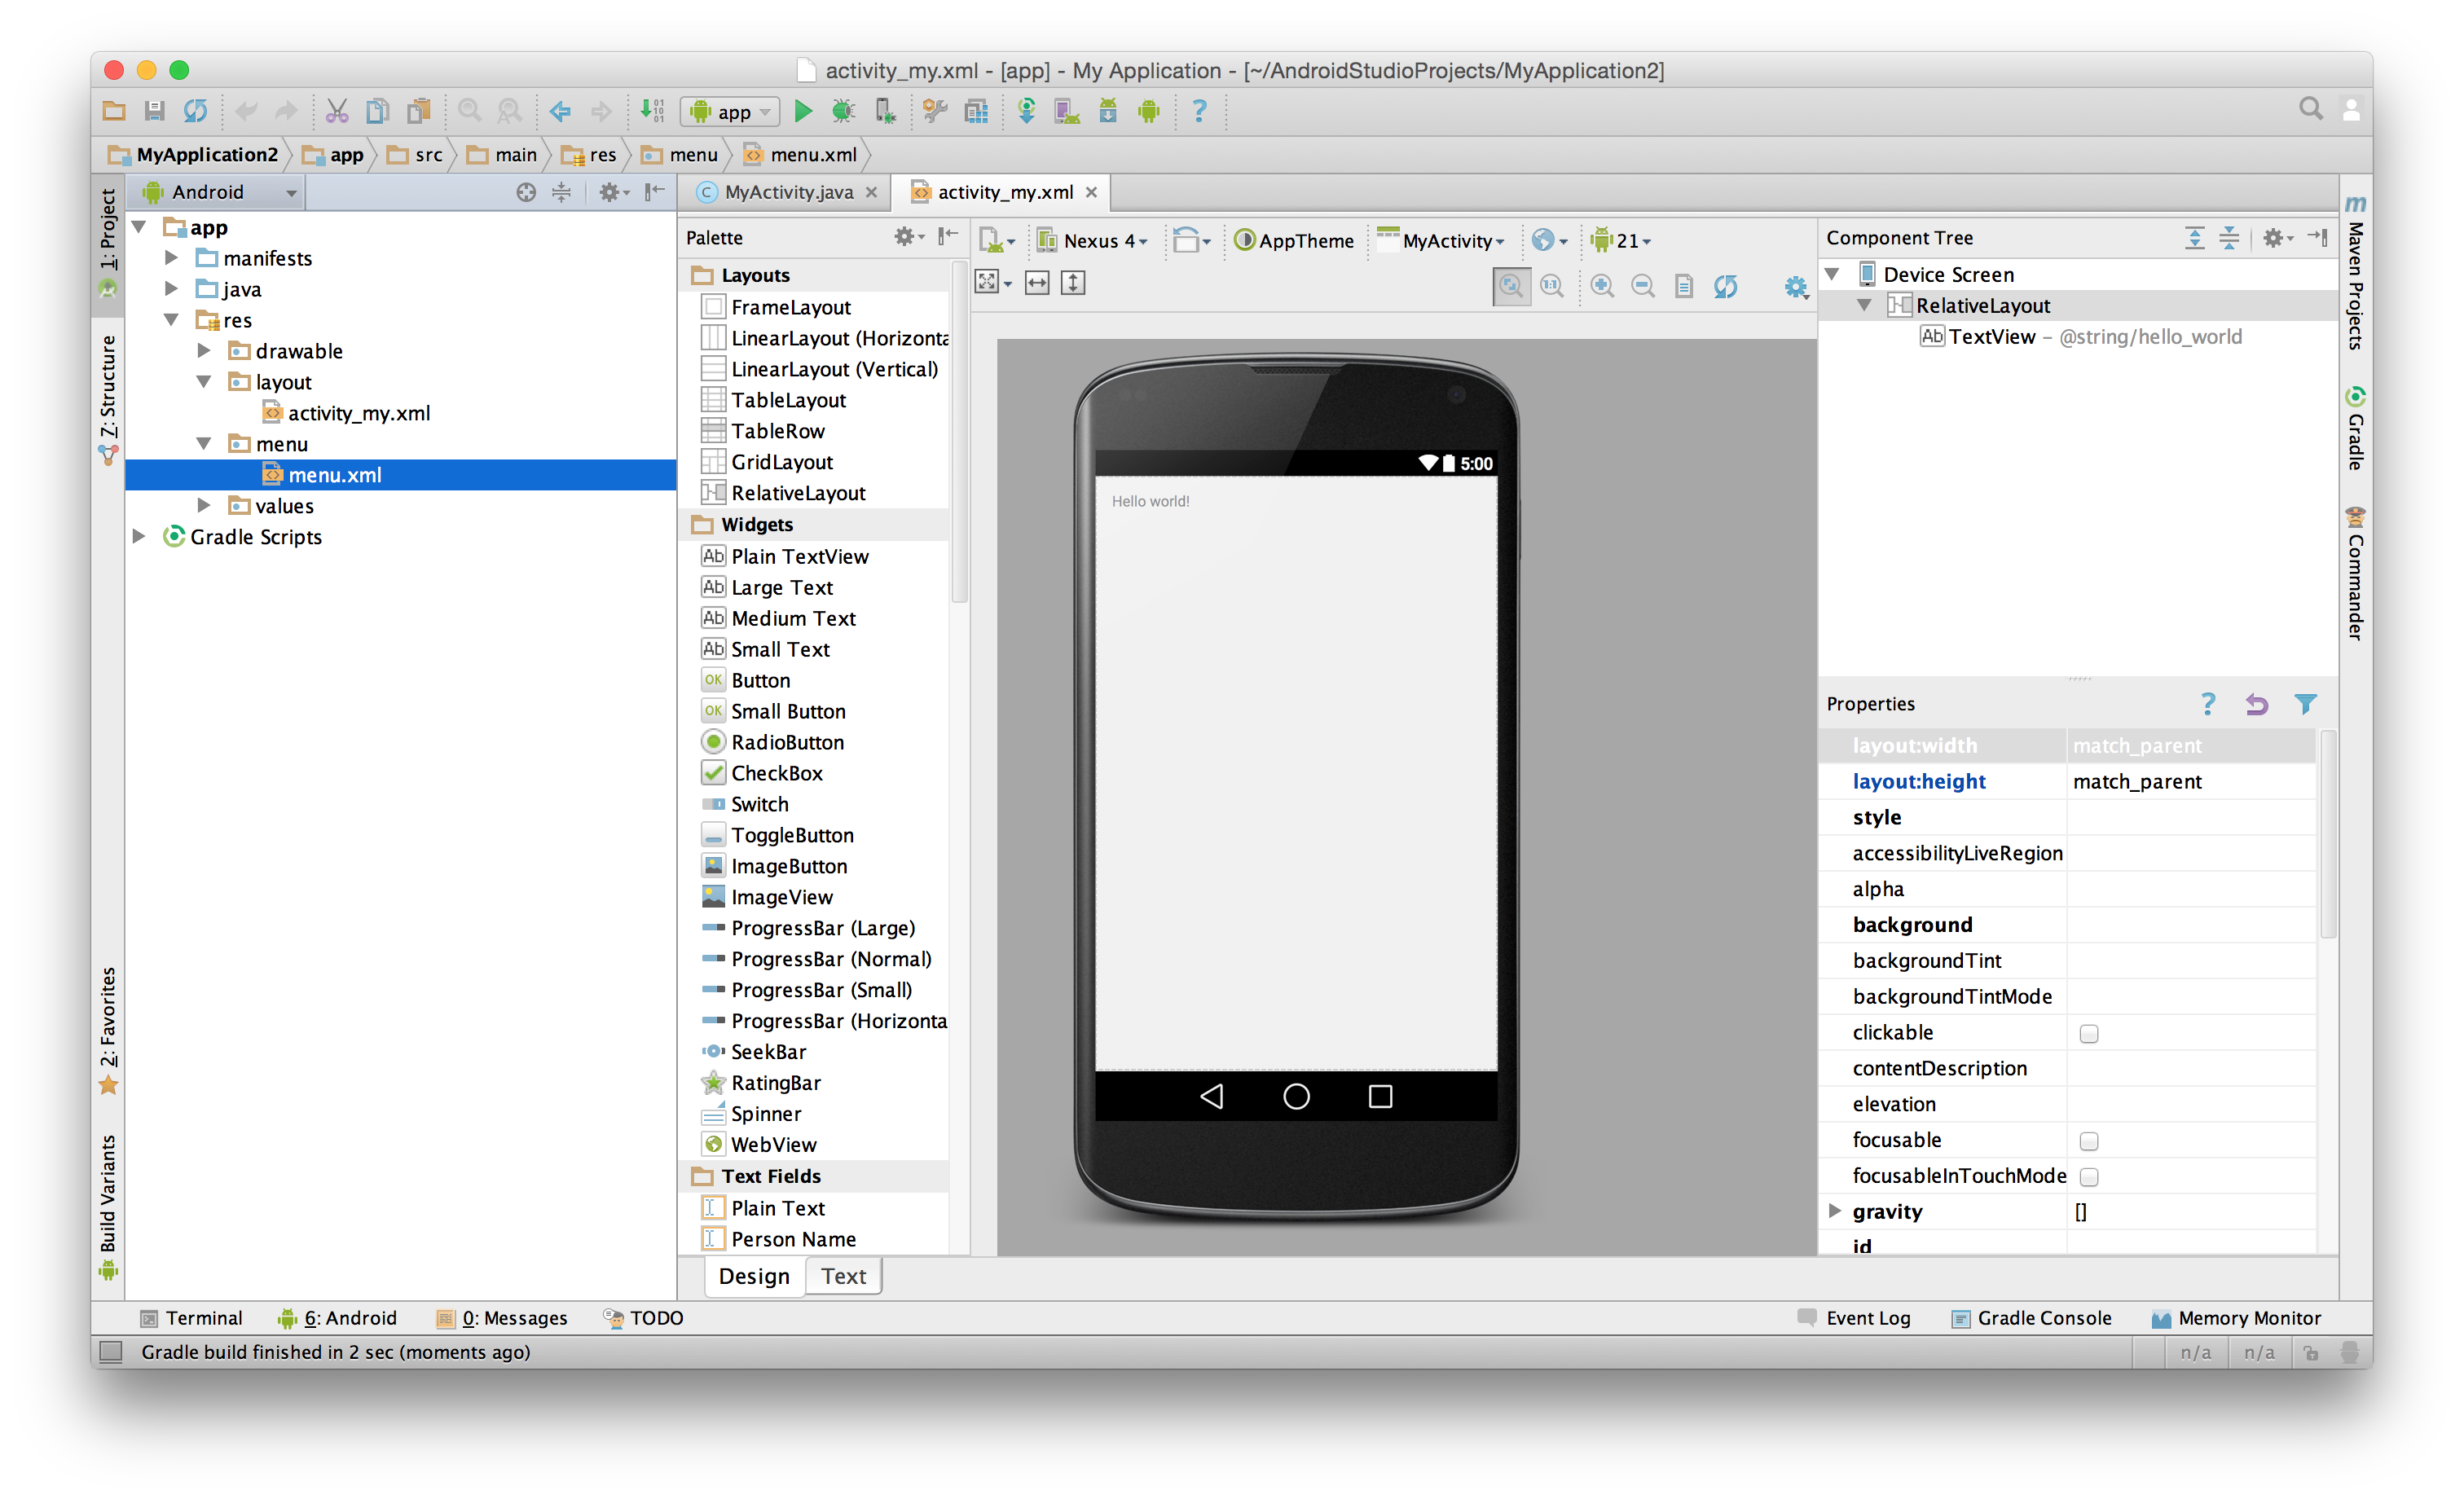 activity_my.xml - [app] - My Application - [~/AndroidStudioProjects/MyApplication2]
app
MyApplication2 app src main res menu menu.xml
1: Project
7: Structure
2: Favorites
Build Variants
Android
app
manifests
java
res
drawable
layout
activity_my.xml
menu
menu.xml
values
Gradle Scripts
MyActivity.java activity_my.xml
Palette
Layouts
FrameLayout
LinearLayout (Horizonta
LinearLayout (Vertical)
TableLayout
TableRow
GridLayout
RelativeLayout
Widgets
Plain TextView
Large Text
Medium Text
Small Text
Button
Small Button
RadioButton
CheckBox
Switch
ToggleButton
ImageButton
ImageView
ProgressBar (Large)
ProgressBar (Normal)
ProgressBar (Small)
ProgressBar (Horizonta
SeekBar
RatingBar
Spinner
WebView
Text Fields
Plain Text
Person Name
Nexus 4 AppTheme MyActivity 21
5:00
Hello world!
Design Text
Component Tree
Device Screen
RelativeLayout
Ab TextView – @string/hello_world
Properties
layout:width match_parent
layout:height match_parent
style
accessibilityLiveRegion
alpha
background
backgroundTint
backgroundTintMode
clickable
contentDescription
elevation
focusable
focusableInTouchMode
gravity []
id
m Maven Projects
Gradle
Commander
Terminal 6: Android 0: Messages TODO Event Log Gradle Console Memory Monitor
Gradle build finished in 2 sec (moments ago) n/a n/a